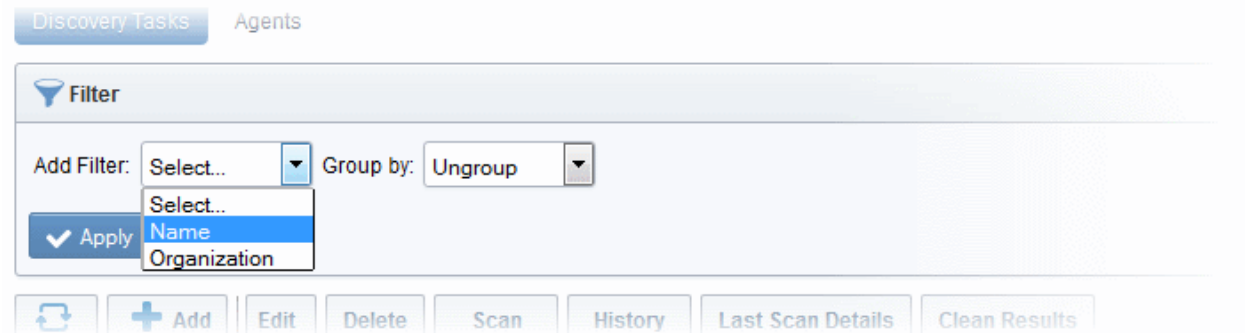 Discovery Tasks Agents
Filter
Add Filter: Select... Group by: Ungroup
Select...
Apply Name
Organization
Add Edit Delete Scan History Last Scan Details Clean Results